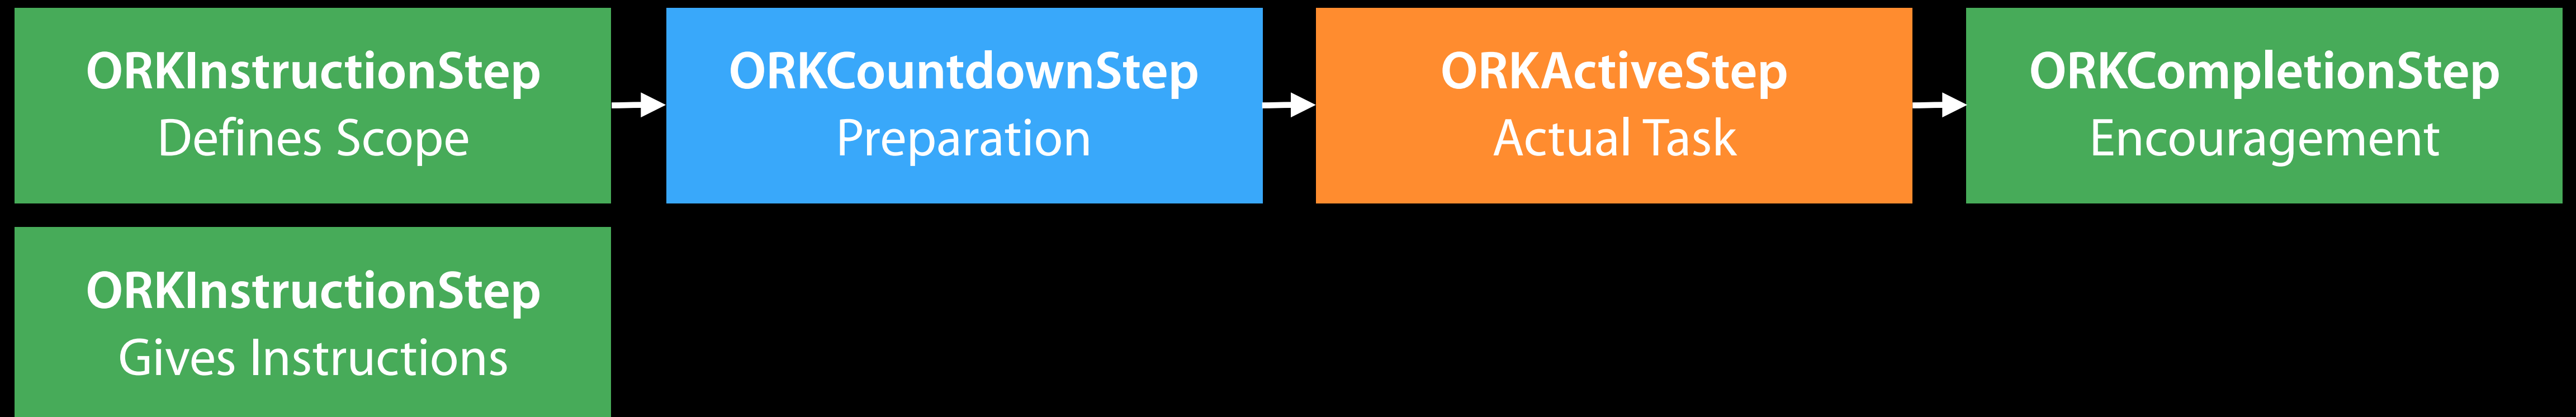 ORKInstructionStep
Defines Scope
ORKCountdownStep
Preparation
ORKActiveStep
Actual Task
ORKCompletionStep
Encouragement
ORKInstructionStep
Gives Instructions